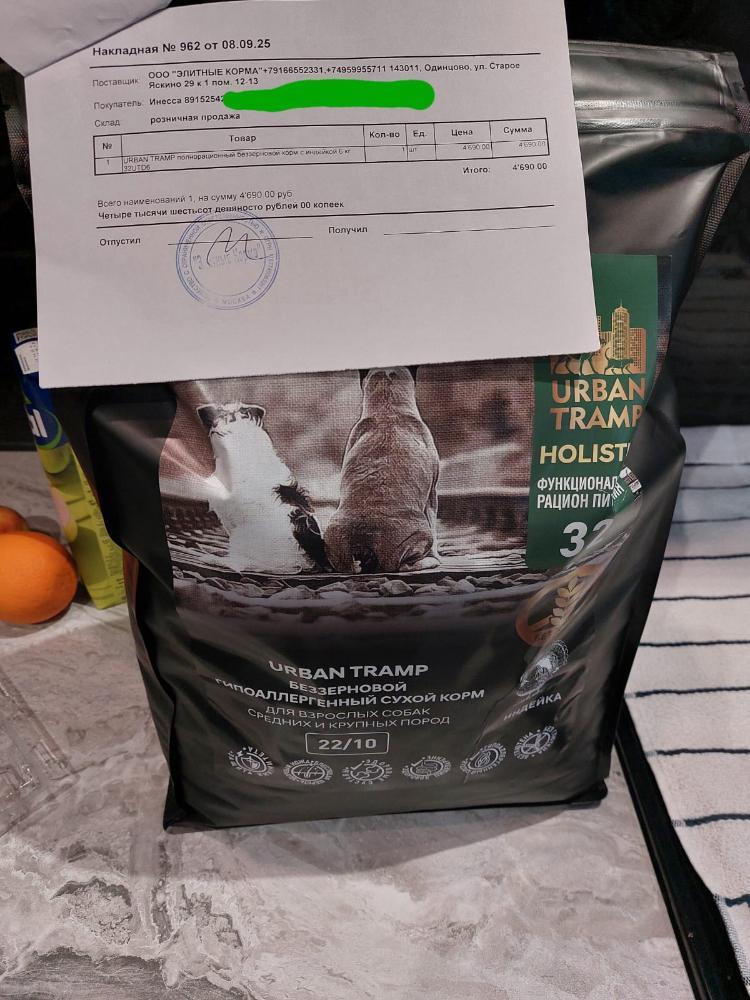 Накладная № 962 от 08.09.25
Поставщик: ООО "ЭЛИТНЫЕ КОРМА"+79166552331,+74959955711 143011, Одинцово, ул. Старое
Яскино 29 к 1 пом. 12-13
Покупатель: Инесса 89152542
Склад: розничная продажа
№ Товар Кол-во Ед. Цена Сумма
1 URBAN TRAMP полнорационный беззерновой корм с индейкой 6 кг 1 шт 4'690.00 4'690.00
32UTD6
Итого: 4'690.00
Всего наименований 1, на сумму 4'690.00 руб.
Четыре тысячи шестьсот девяносто рублей 00 копеек
Отпустил Получил
МОСКВА
URBAN
TRAMP
HOLIST
ФУНКЦИОНАЛ
РАЦИОН ПИ
32
URBAN TRAMP
БЕЗЗЕРНОВОЙ
ГИПОАЛЛЕРГЕННЫЙ СУХОЙ КОРМ
ДЛЯ ВЗРОСЛЫХ СОБАК
СРЕДНИХ И КРУПНЫХ ПОРОД
ИНДЕЙКА
22/10